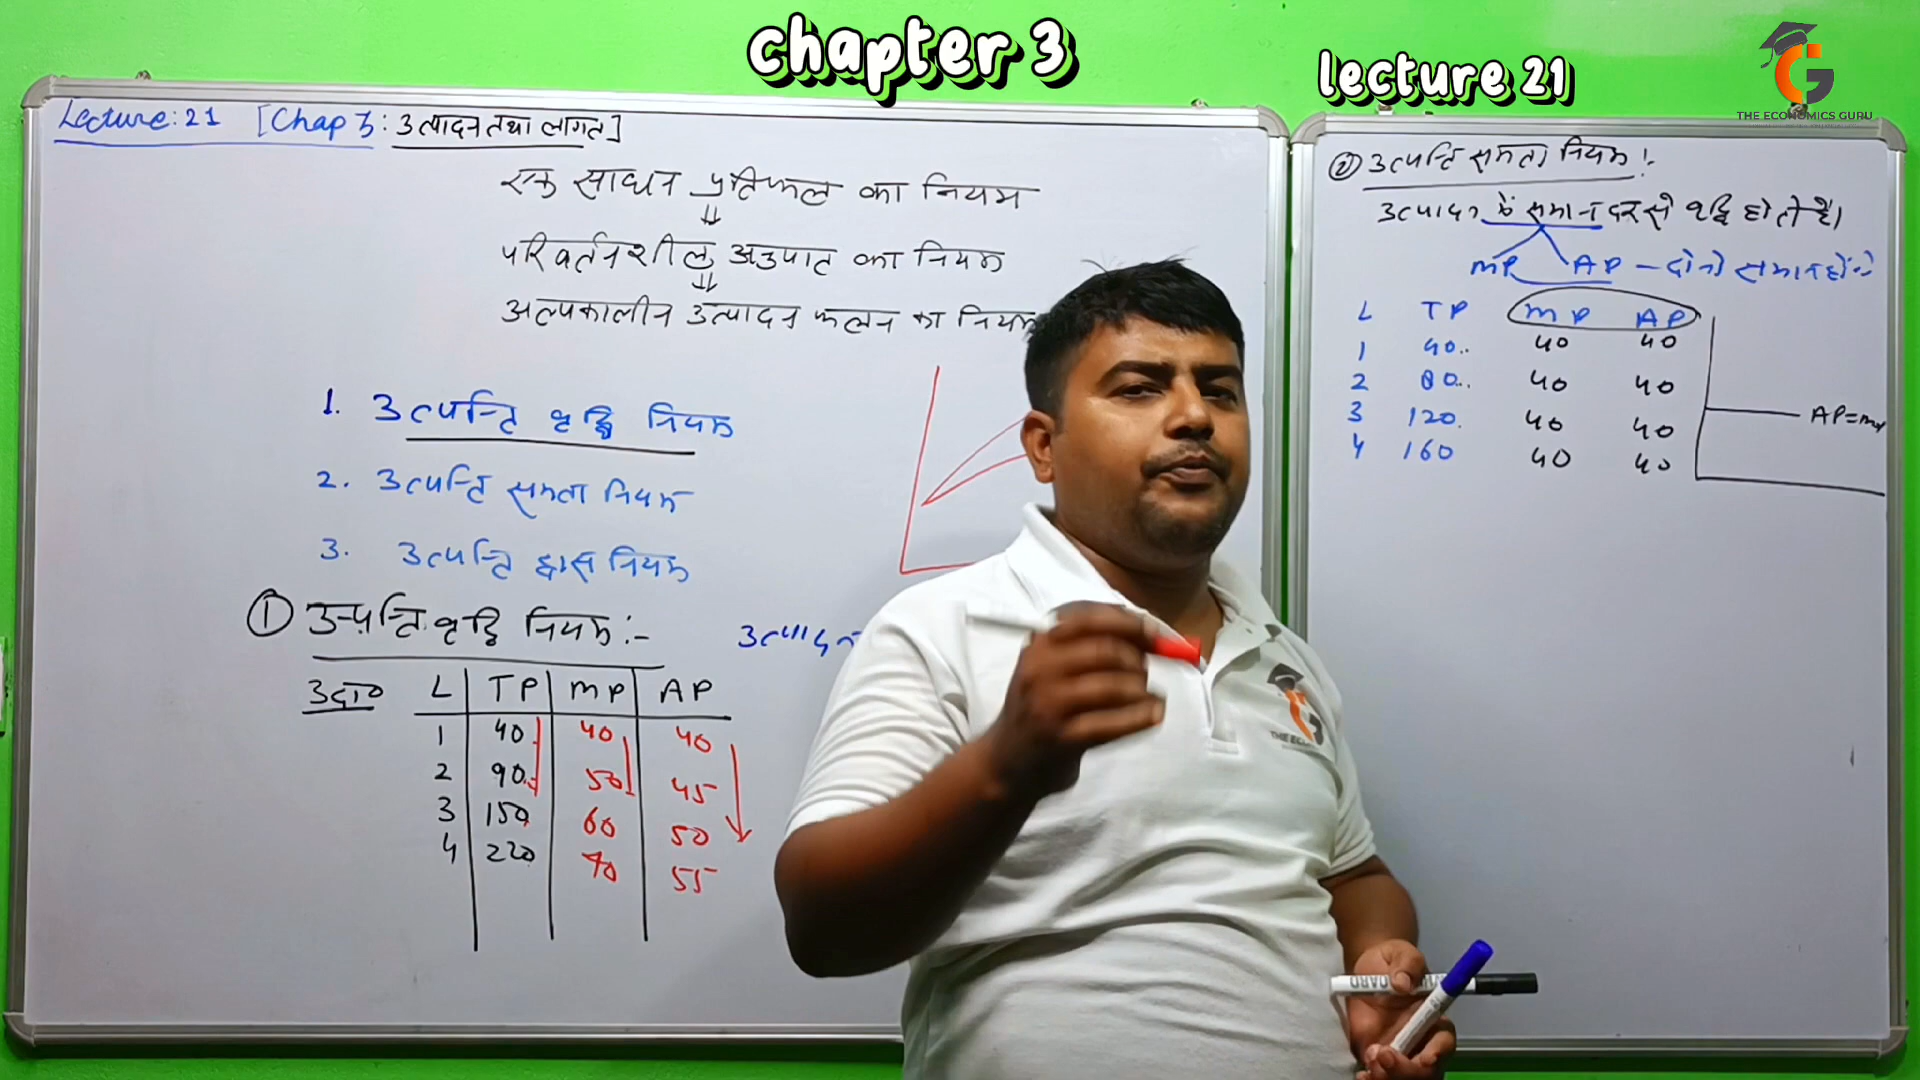 chapter 3
lecture 21
THE ECONOMICS GURU
Lecture: 21 [Chap 3: उत्पादन तथा लागत]
एक साधन प्रतिफल का नियम
⇓
परिवर्तनशील अनुपात का नियम
⇓
अल्पकालीन उत्पादन फलन का नियम
1. उत्पत्ति वृद्धि नियम
2. उत्पत्ति समता नियम
3. उत्पत्ति ह्रास नियम
① उत्पत्ति वृद्धि नियम :-
उत्पादन
उदा० L TP MP AP
1 40 40 40
2 90 50 45
3 150 60 50
4 220 70 55
② उत्पत्ति समता नियम :-
उत्पादन में समान दर से वृद्धि होती है।
MP AP – दोनों समान होंगे
L TP MP AP
1 40 40 40
2 80 40 40
3 120 40 40
4 160 40 40
AP=MP
THE ECO